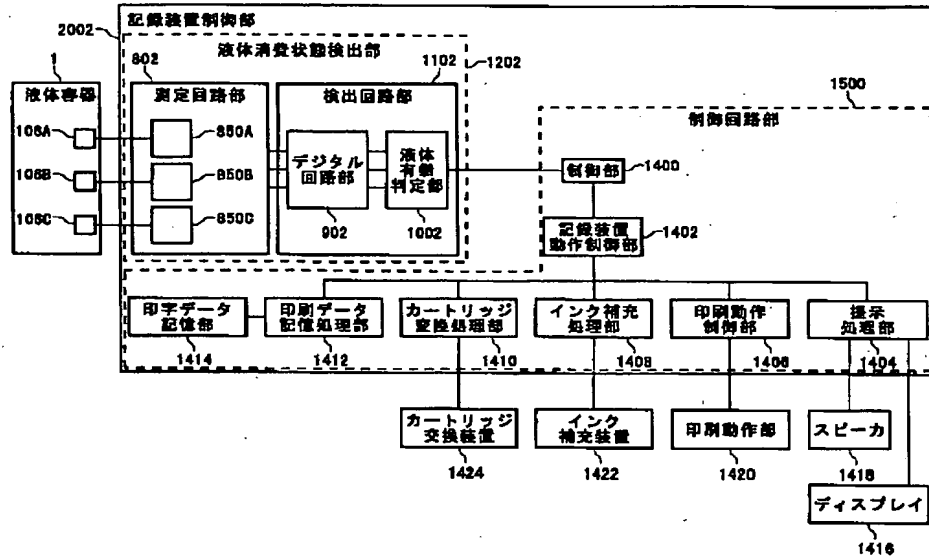 記録装置制御部
2002
液体消費状態検出部
802
1102
1202
1
液体容器
測定回路部
検出回路部
1500
制御回路部
106A
850A
デジタル
回路部
液体
有無
判定部
制御部
1400
106B
850B
106C
850C
902
1002
記録装置
動作制御部
1402
印字データ
記憶部
印刷データ
記憶処理部
カートリッジ
交換処理部
インク補充
処理部
印刷動作
制御部
提示
処理部
1414
1412
1410
1408
1406
1404
カートリッジ
交換装置
インク
補充装置
印刷動作部
スピーカ
1424
1422
1420
1418
ディスプレイ
1416